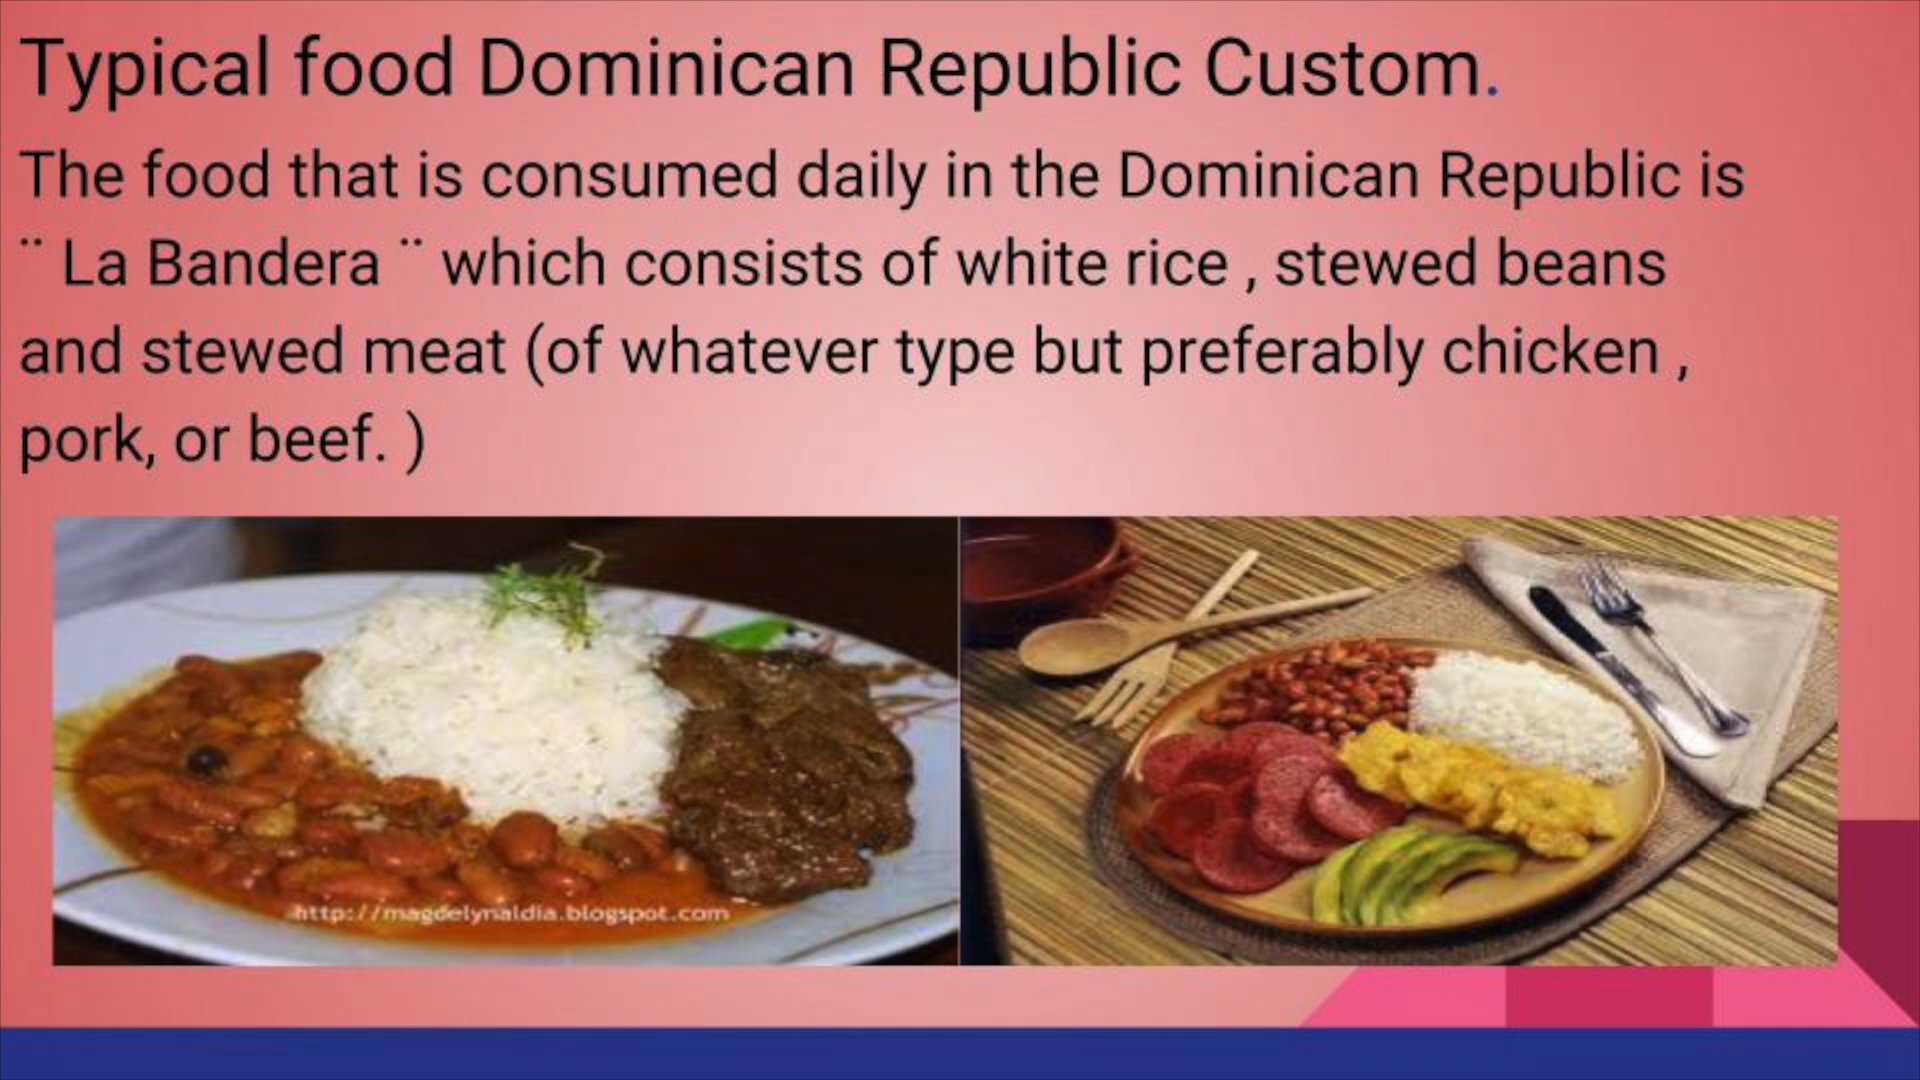 Typical food Dominican Republic Custom.
The food that is consumed daily in the Dominican Republic is
¨ La Bandera ¨ which consists of white rice , stewed beans
and stewed meat (of whatever type but preferably chicken ,
pork, or beef. )
http://magdelynaldia.blogspot.com